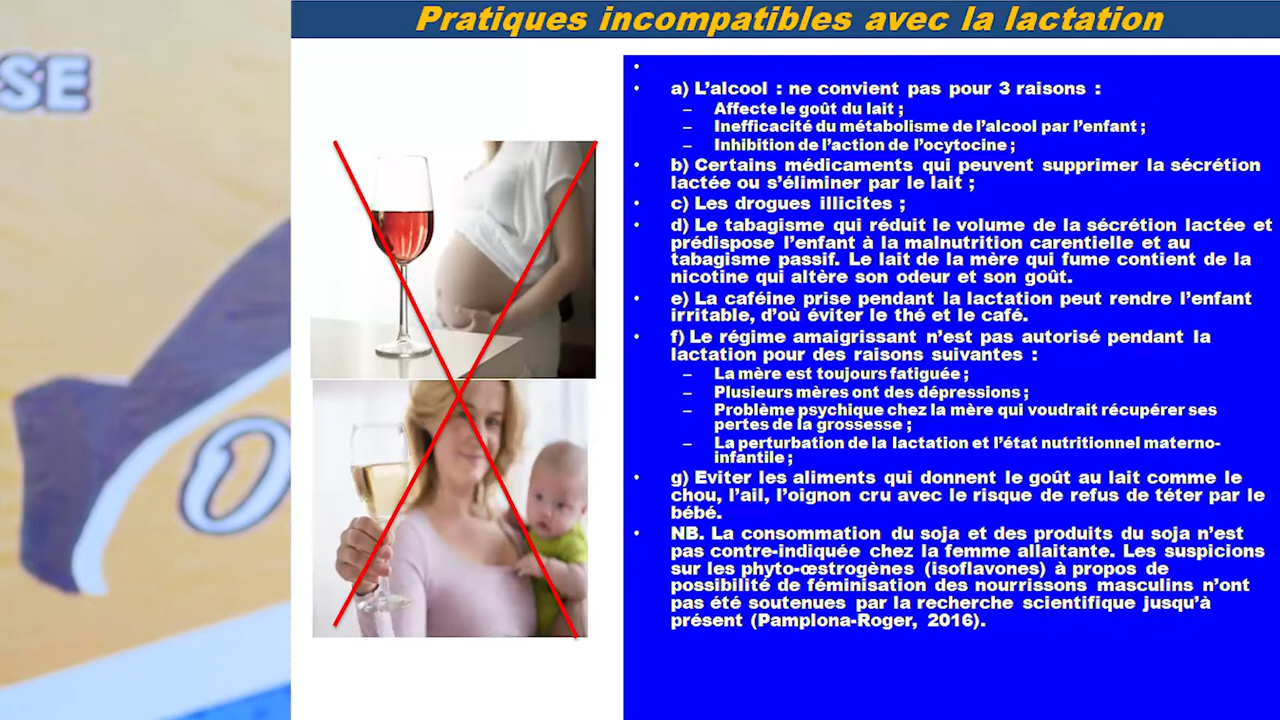 SE
O
Pratiques incompatibles avec la lactation
•
• a) L'alcool : ne convient pas pour 3 raisons :
– Affecte le goût du lait ;
– Inefficacité du métabolisme de l'alcool par l'enfant ;
– Inhibition de l'action de l'ocytocine ;
• b) Certains médicaments qui peuvent supprimer la sécrétion
lactée ou s'éliminer par le lait ;
• c) Les drogues illicites ;
• d) Le tabagisme qui réduit le volume de la sécrétion lactée et
prédispose l'enfant à la malnutrition carentielle et au
tabagisme passif. Le lait de la mère qui fume contient de la
nicotine qui altère son odeur et son goût.
• e) La caféine prise pendant la lactation peut rendre l'enfant
irritable, d'où éviter le thé et le café.
• f) Le régime amaigrissant n'est pas autorisé pendant la
lactation pour des raisons suivantes :
– La mère est toujours fatiguée ;
– Plusieurs mères ont des dépressions ;
– Problème psychique chez la mère qui voudrait récupérer ses
pertes de la grossesse ;
– La perturbation de la lactation et l'état nutritionnel materno-
infantile ;
• g) Eviter les aliments qui donnent le goût au lait comme le
chou, l'ail, l'oignon cru avec le risque de refus de téter par le
bébé.
• NB. La consommation du soja et des produits du soja n'est
pas contre-indiquée chez la femme allaitante. Les suspicions
sur les phyto-œstrogènes (isoflavones) à propos de
possibilité de féminisation des nourrissons masculins n'ont
pas été soutenues par la recherche scientifique jusqu'à
présent (Pamplona-Roger, 2016).